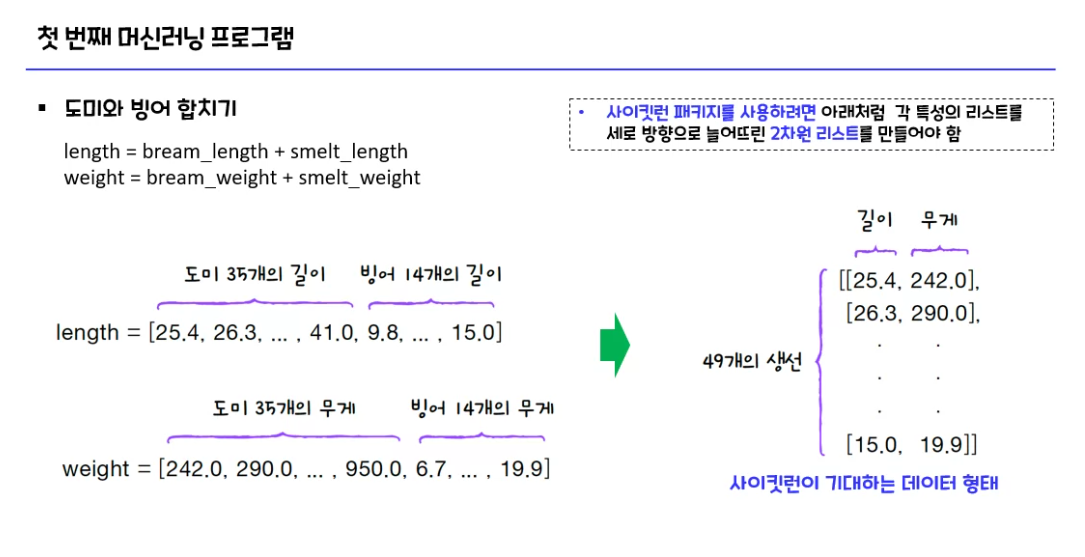 첫 번째 머신러닝 프로그램
▪ 도미와 빙어 합치기
length = bream_length + smelt_length
weight = bream_weight + smelt_weight
• 사이킷런 패키지를 사용하려면 아래처럼 각 특성의 리스트를
세로 방향으로 늘어뜨린 2차원 리스트를 만들어야 함
도미 35개의 길이 빙어 14개의 길이
length = [25.4, 26.3, ... , 41.0, 9.8, ... , 15.0]
도미 35개의 무게 빙어 14개의 무게
weight = [242.0, 290.0, ... , 950.0, 6.7, ... , 19.9]
길이 무게
[[25.4, 242.0],
[26.3, 290.0],
. .
49개의 생선
. .
. .
[15.0, 19.9]]
사이킷런이 기대하는 데이터 형태